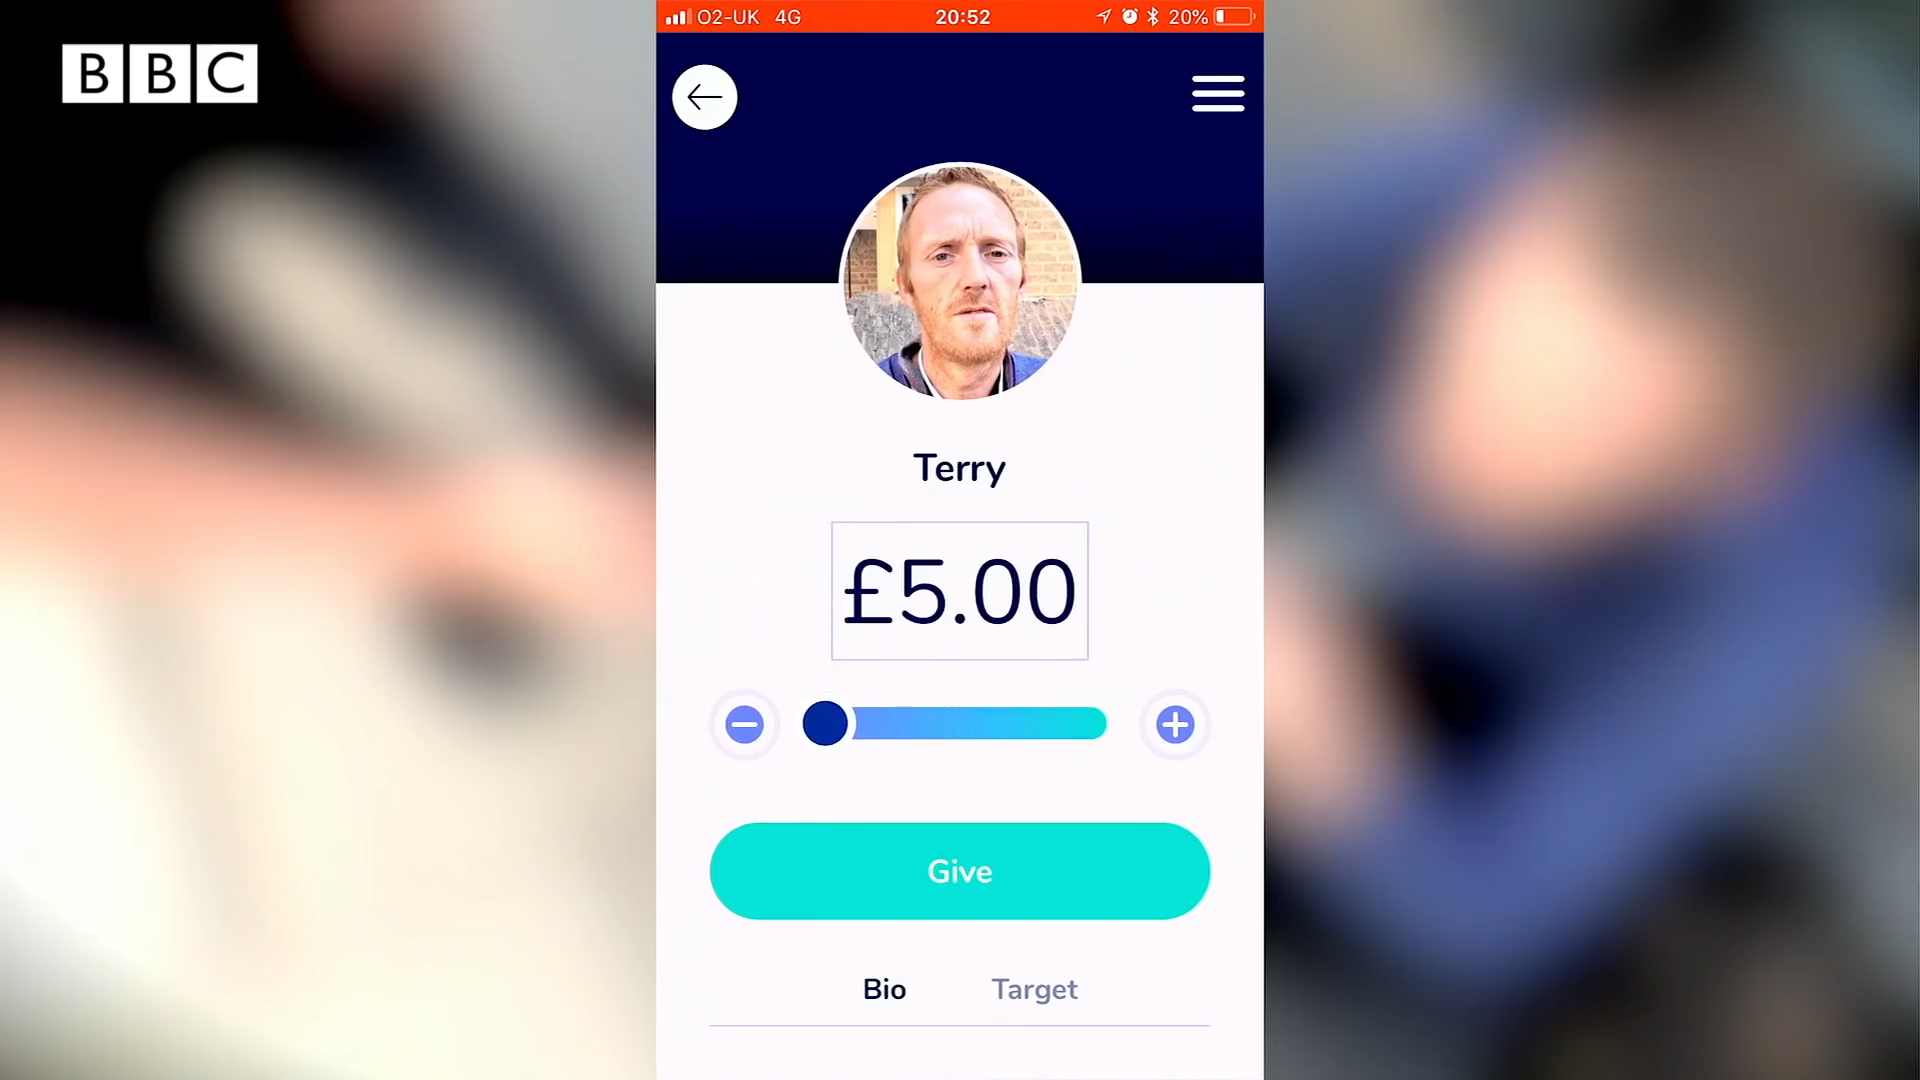 BBC
O2-UK 4G 20:52 20%
Terry
£5.00
Give
Bio Target